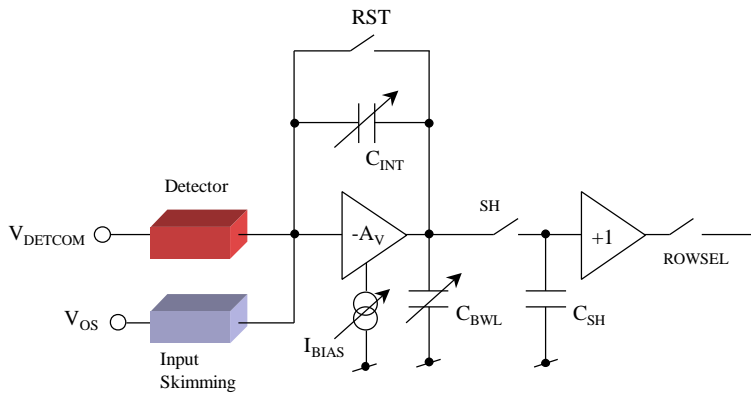 RST
C_INT
Detector
V_DETCOM
-A_V
SH
+1
ROWSEL
V_OS
I_BIAS
C_BWL
C_SH
Input
Skimming